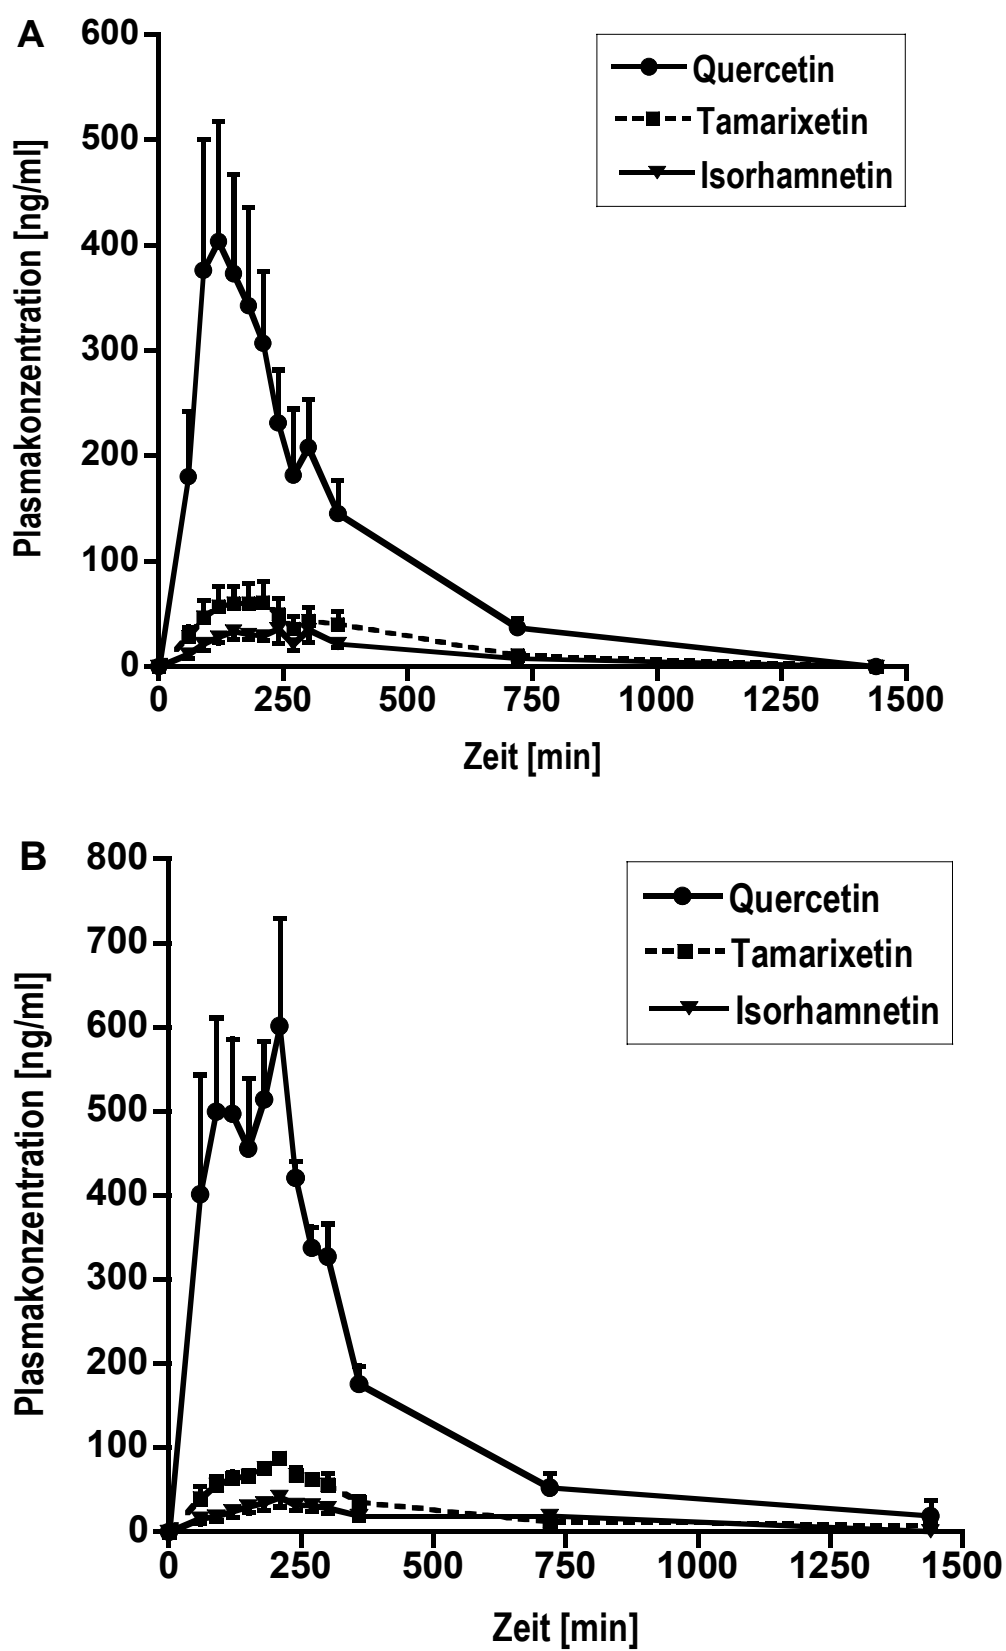 A
Plasmakonzentration [ng/ml]
600
500
400
300
200
100
0
0 250 500 750 1000 1250 1500
Zeit [min]
Quercetin
Tamarixetin
Isorhamnetin
B
Plasmakonzentration [ng/ml]
800
700
600
500
400
300
200
100
0
0 250 500 750 1000 1250 1500
Zeit [min]
Quercetin
Tamarixetin
Isorhamnetin